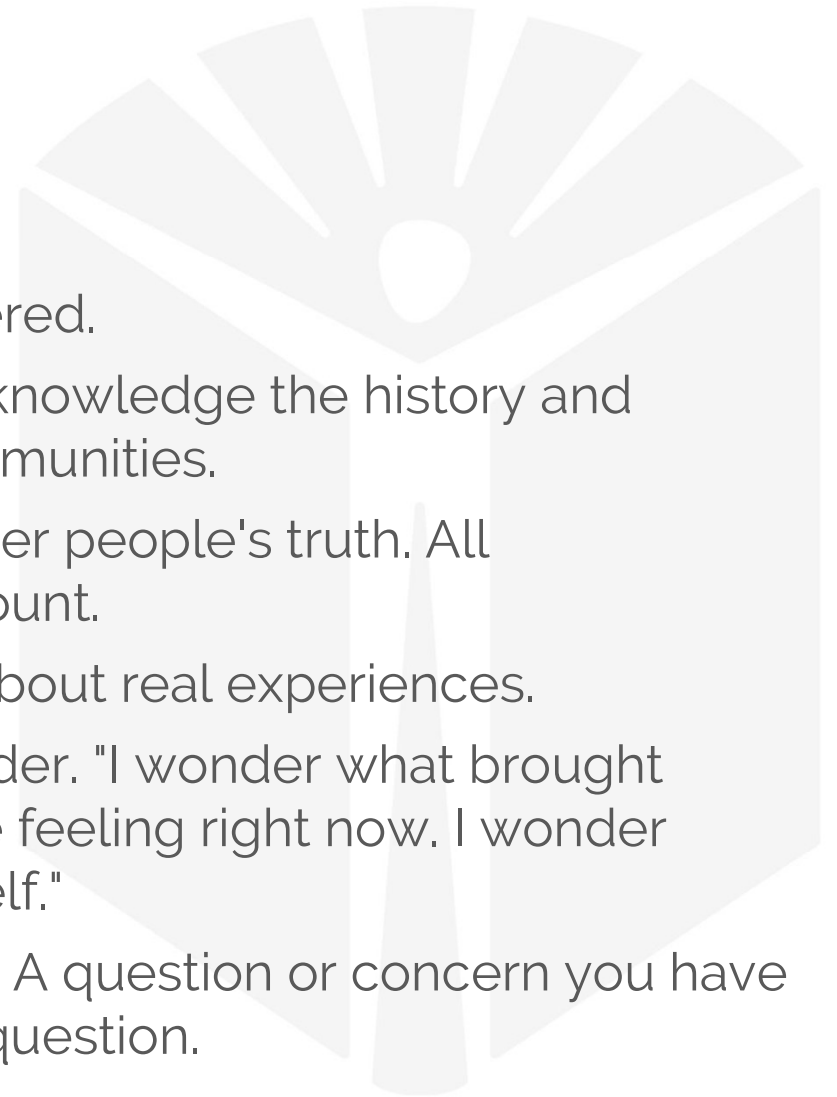 ered.
knowledge the history and
munities.
er people's truth. All
ount.
bout real experiences.
der. "I wonder what brought
e feeling right now. I wonder
elf."
A question or concern you have
question.